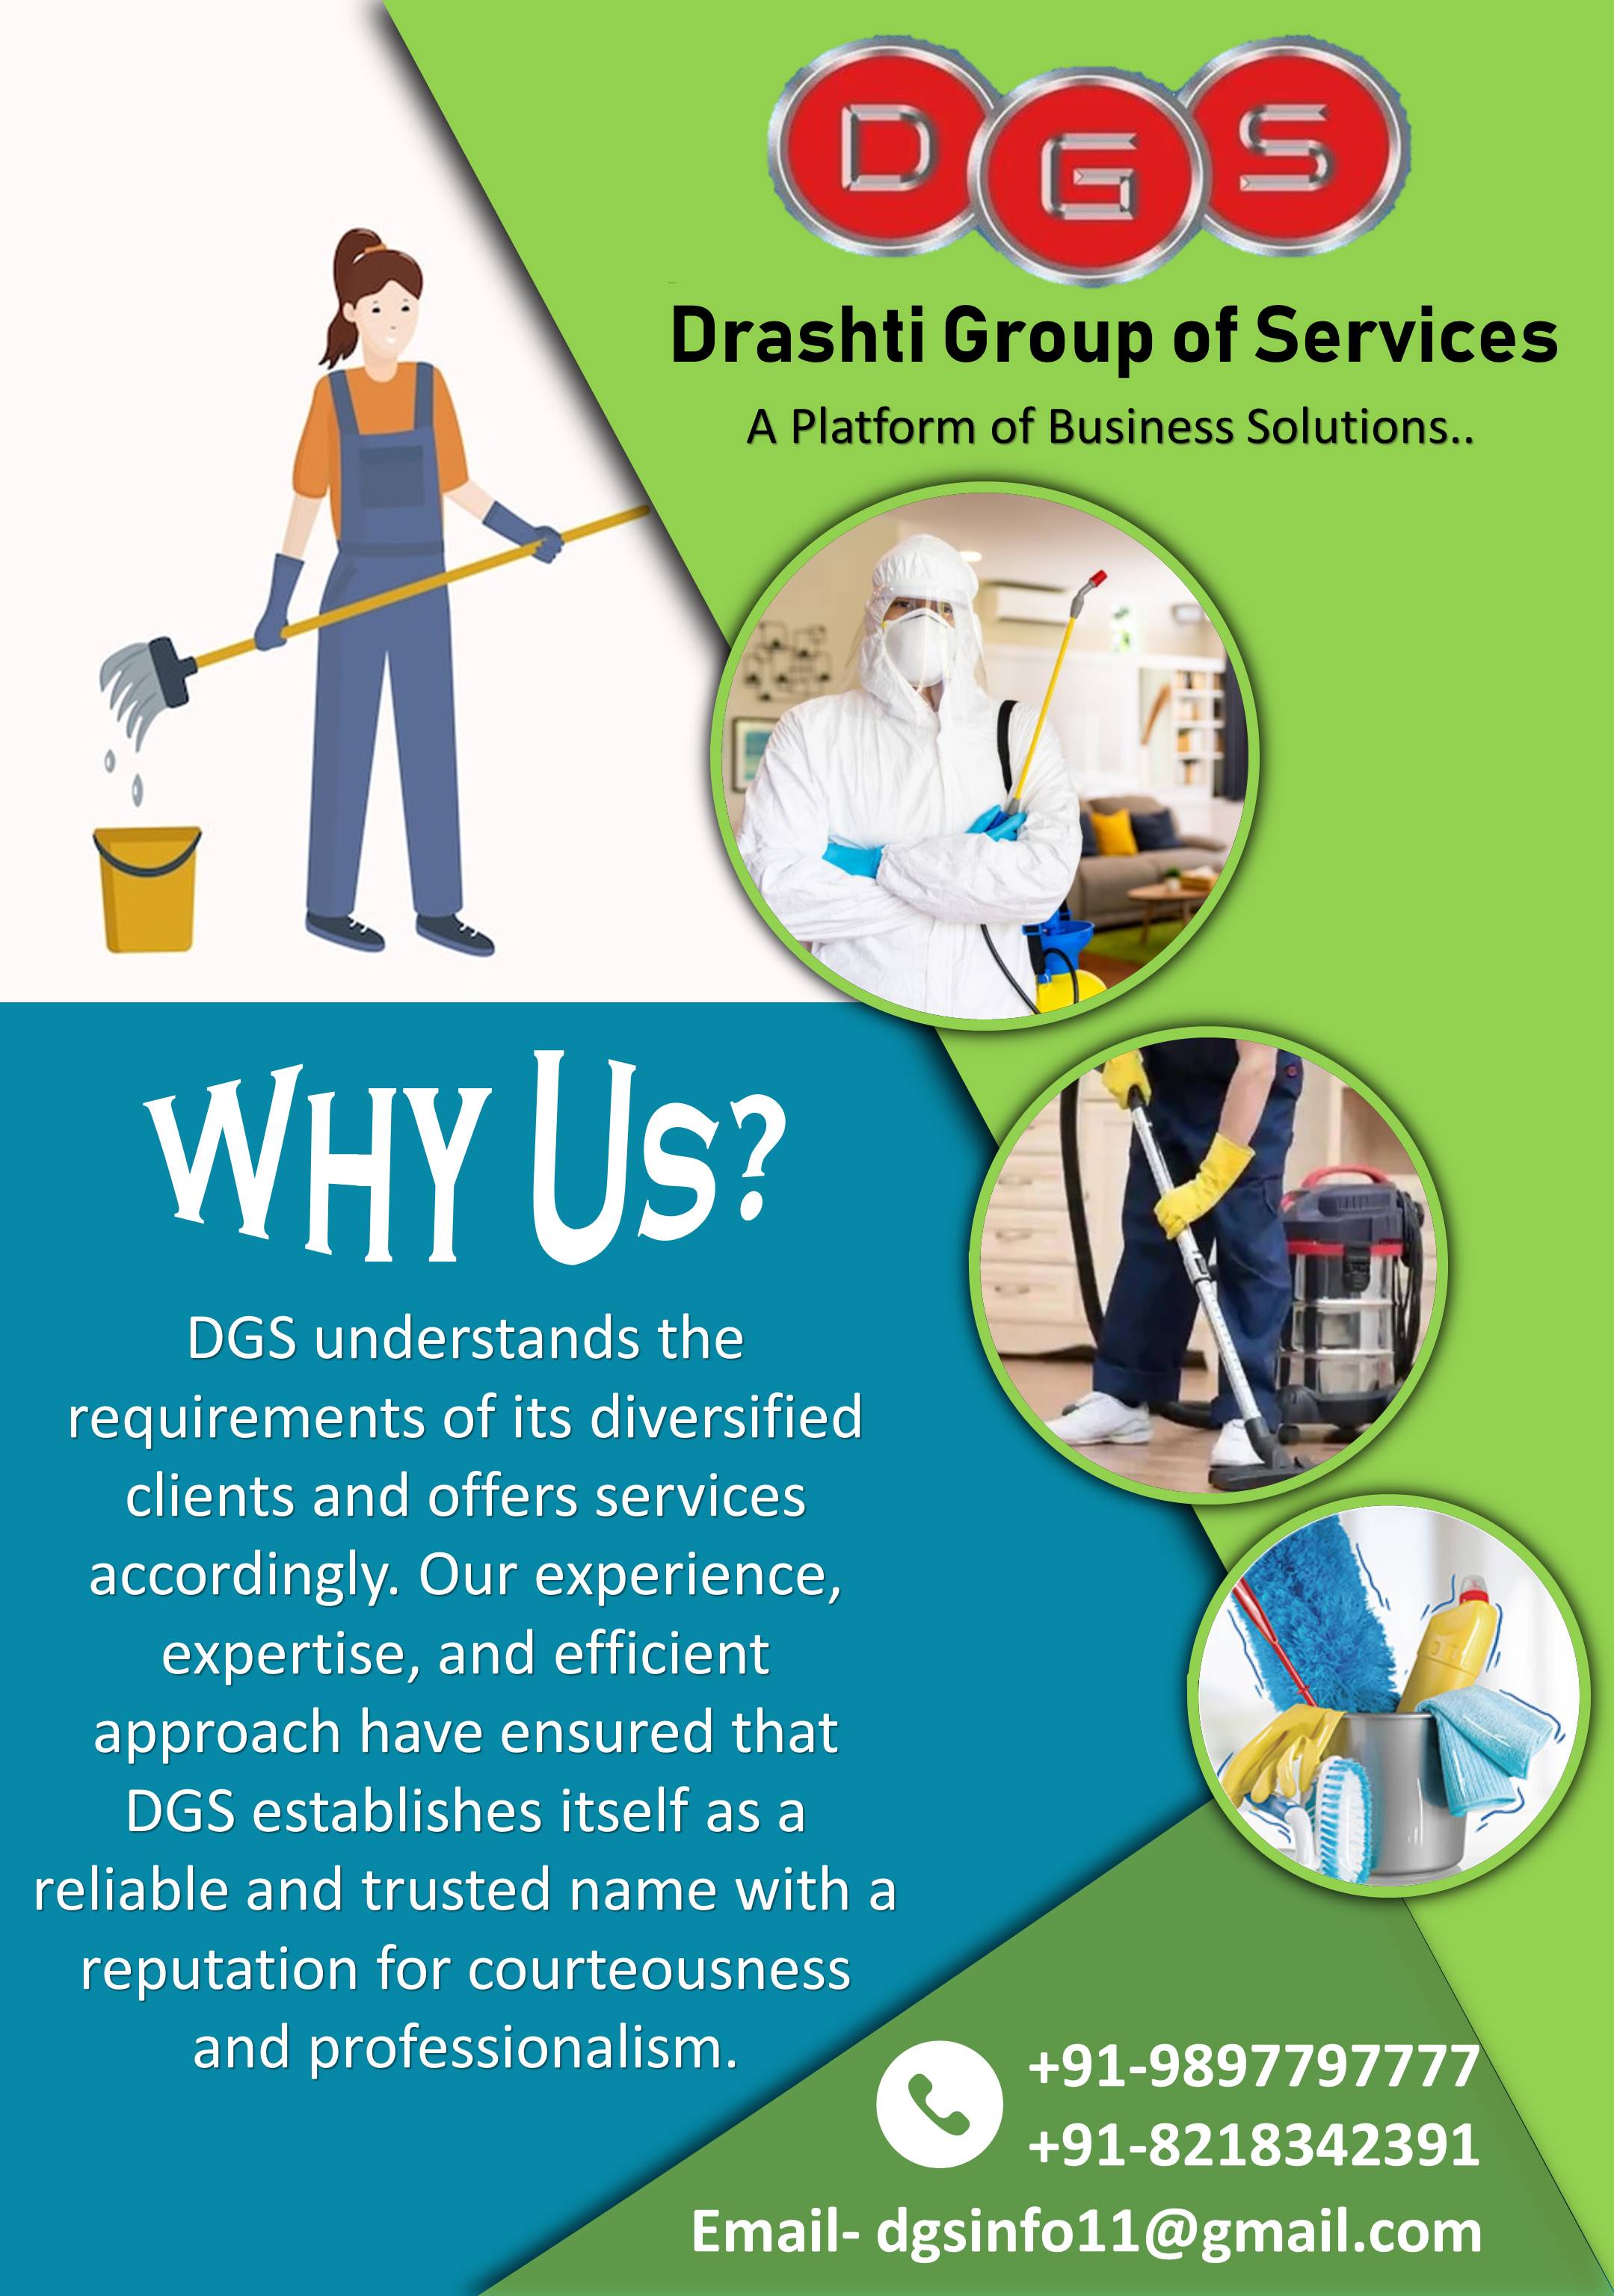 DGS
Drashti Group of Services
A Platform of Business Solutions..
WHY US?
DGS understands the
requirements of its diversified
clients and offers services
accordingly. Our experience,
expertise, and efficient
approach have ensured that
DGS establishes itself as a
reliable and trusted name with a
reputation for courteousness
and professionalism.
+91-9897797777
+91-8218342391
Email- dgsinfo11@gmail.com